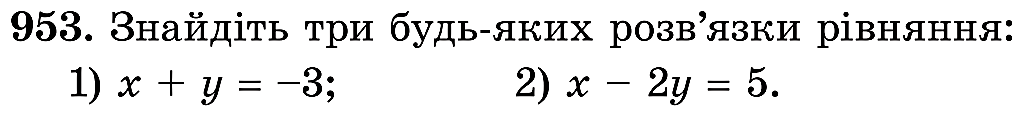 953. Знайдіть три будь-яких розв’язки рівняння:
1) x + y = −3; 2) x − 2y = 5.